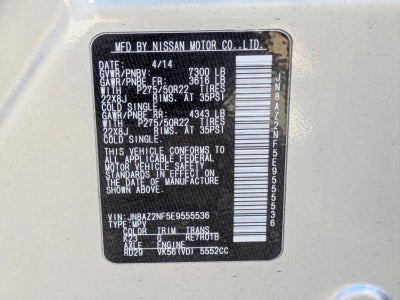 MFD BY NISSAN MOTOR CO., LTD.
DATE: 4/14
GVWR/PNBV: 7300 LB
GAWR/PNBE FR: 3616 LB
WITH P275/50R22 TIRES
22X8J RIMS. AT 35PSI
COLD SINGLE.
GAWR/PNBE RR: 4343 LB
WITH P275/50R22 TIRES
22X8J RIMS. AT 35PSI
COLD SINGLE.
THIS VEHICLE CONFORMS TO
ALL APPLICABLE FEDERAL
MOTOR VEHICLE SAFETY
STANDARDS IN EFFECT ON
THE DATE OF MANUFACTURE
SHOWN ABOVE.
VIN: JN8AZ2NF5E9555536
TYPE: MPV
COLOR TRIM TRANS
K23 G RE7R01B
AXLE ENGINE
RD29 VK56(VD) 5552CC
JN8AZ2NF5E9555536